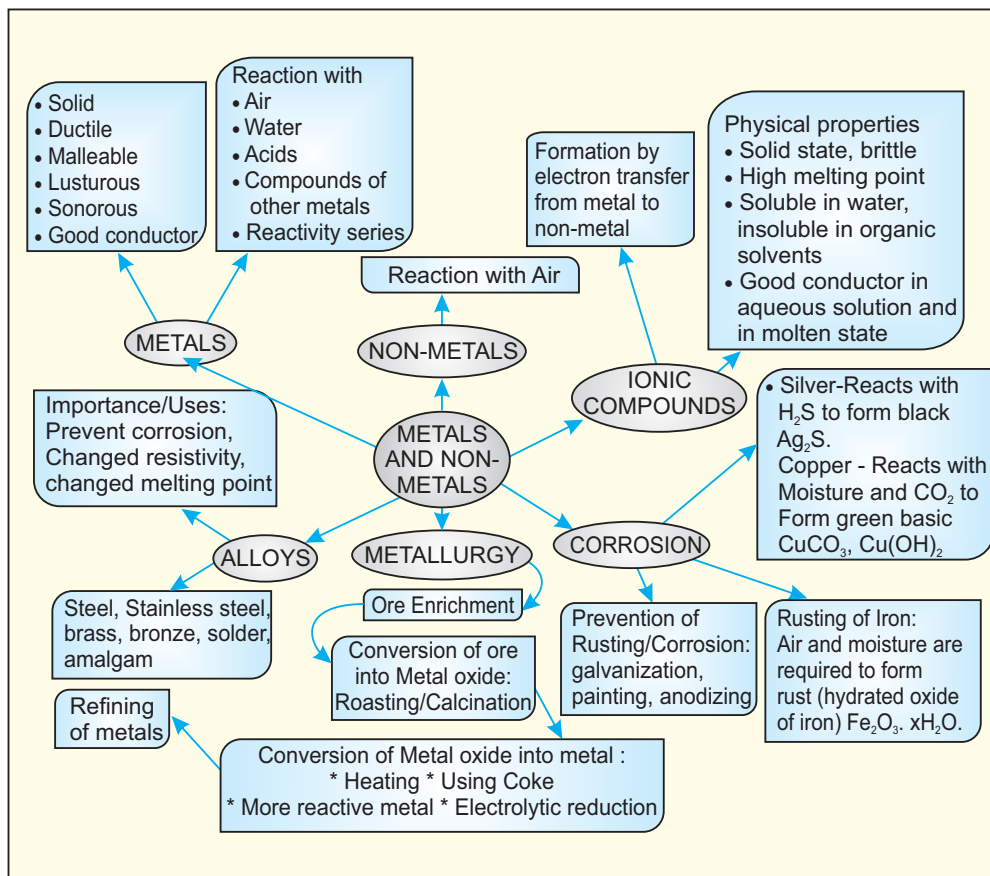 • Solid
• Ductile
• Malleable
• Lusturous
• Sonorous
• Good conductor
Reaction with
• Air
• Water
• Acids
• Compounds of
other metals
• Reactivity series
Formation by
electron transfer
from metal to
non-metal
Physical properties
• Solid state, brittle
• High melting point
• Soluble in water,
insoluble in organic
solvents
• Good conductor in
aqueous solution and
in molten state
Reaction with Air
METALS
NON-METALS
IONIC
COMPOUNDS
Importance/Uses:
Prevent corrosion,
Changed resistivity,
changed melting point
METALS
AND NON-
METALS
• Silver-Reacts with
H₂S to form black
Ag₂S.
Copper - Reacts with
Moisture and CO₂ to
Form green basic
CuCO₃, Cu(OH)₂
ALLOYS
METALLURGY
CORROSION
Steel, Stainless steel,
brass, bronze, solder,
amalgam
Ore Enrichment
Conversion of ore
into Metal oxide:
Roasting/Calcination
Prevention of
Rusting/Corrosion:
galvanization,
painting, anodizing
Rusting of Iron:
Air and moisture are
required to form
rust (hydrated oxide
of iron) Fe₂O₃. xH₂O.
Refining
of metals
Conversion of Metal oxide into metal :
* Heating * Using Coke
* More reactive metal * Electrolytic reduction